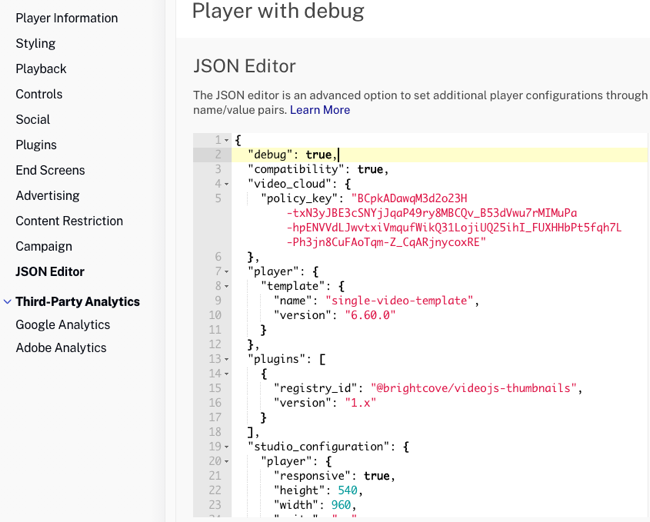 Player Information
Styling
Playback
Controls
Social
Plugins
End Screens
Advertising
Content Restriction
Campaign
JSON Editor
Third-Party Analytics
Google Analytics
Adobe Analytics
Player with debug
JSON Editor
The JSON editor is an advanced option to set additional player configurations through
name/value pairs. Learn More
1 {
2 "debug": true,
3 "compatibility": true,
4 "video_cloud": {
5 "policy_key": "BCpkADawqM3d2o23H
-txN3yJBE3cSNYjJqaP49ry8MBCQv_B53dVwu7rMIMuPa
-hpENVVdLJwvtxiVmqufWikQ31LojiUQ25ihI_FUXHHbPt5fqh7L
-Ph3jn8CuFAoTqm-Z_CqARjnycoxRE"
6 },
7 "player": {
8 "template": {
9 "name": "single-video-template",
10 "version": "6.60.0"
11 }
12 },
13 "plugins": [
14 {
15 "registry_id": "@brightcove/videojs-thumbnails",
16 "version": "1.x"
17 }
18 ],
19 "studio_configuration": {
20 "player": {
21 "responsive": true,
22 "height": 540,
23 "width": 960,